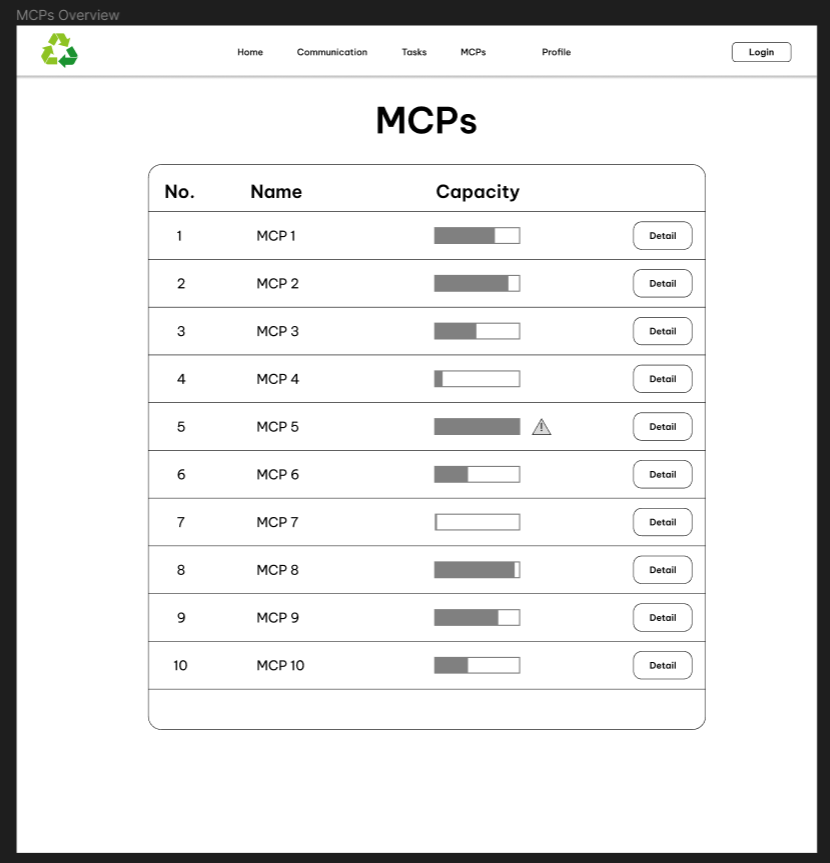 MCPs Overview
Home Communication Tasks MCPs Profile Login
MCPs
No. Name Capacity
1 MCP 1 Detail
2 MCP 2 Detail
3 MCP 3 Detail
4 MCP 4 Detail
5 MCP 5 ! Detail
6 MCP 6 Detail
7 MCP 7 Detail
8 MCP 8 Detail
9 MCP 9 Detail
10 MCP 10 Detail